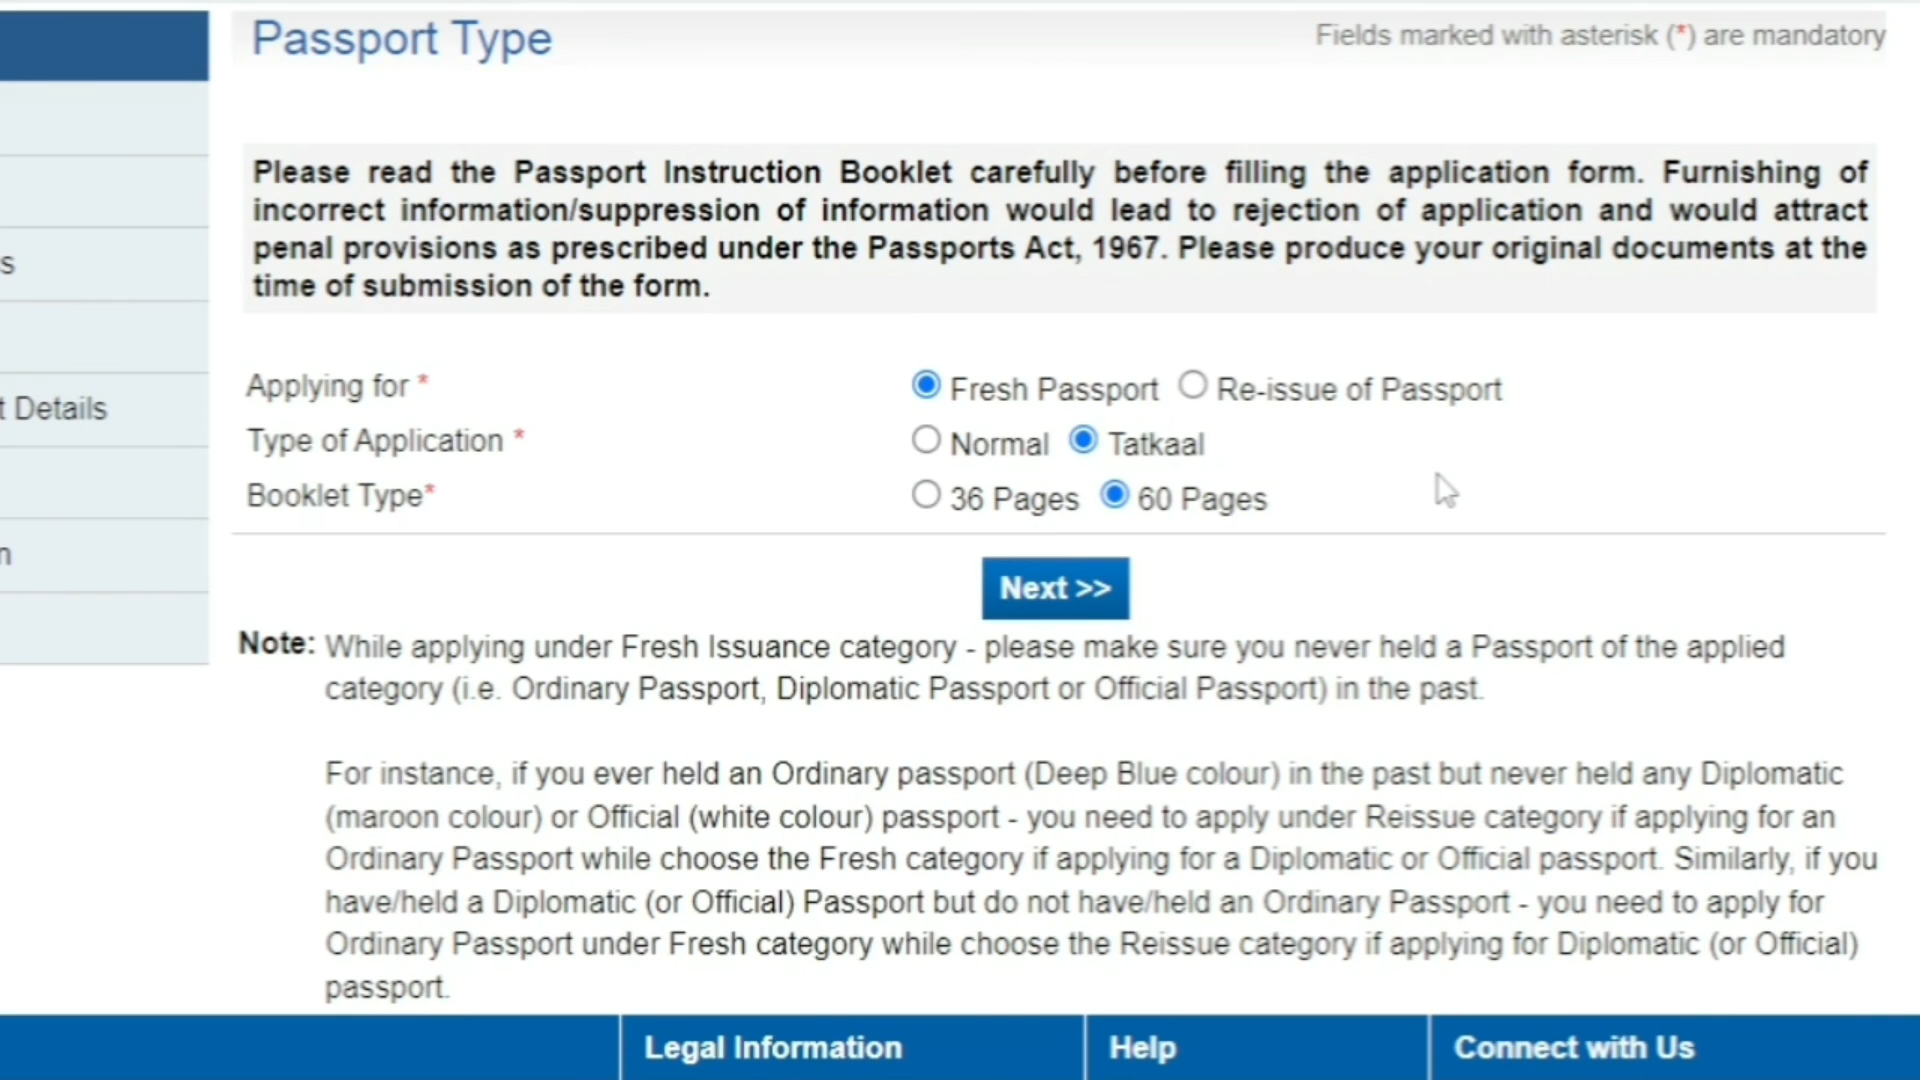 Passport Type
Fields marked with asterisk (*) are mandatory
Please read the Passport Instruction Booklet carefully before filling the application form. Furnishing of
incorrect information/suppression of information would lead to rejection of application and would attract
penal provisions as prescribed under the Passports Act, 1967. Please produce your original documents at the
time of submission of the form.
s
t Details
n
Applying for * Fresh Passport Re-issue of Passport
Type of Application * Normal Tatkaal
Booklet Type* 36 Pages 60 Pages
Next >>
Note: While applying under Fresh Issuance category - please make sure you never held a Passport of the applied
category (i.e. Ordinary Passport, Diplomatic Passport or Official Passport) in the past.
For instance, if you ever held an Ordinary passport (Deep Blue colour) in the past but never held any Diplomatic
(maroon colour) or Official (white colour) passport - you need to apply under Reissue category if applying for an
Ordinary Passport while choose the Fresh category if applying for a Diplomatic or Official passport. Similarly, if you
have/held a Diplomatic (or Official) Passport but do not have/held an Ordinary Passport - you need to apply for
Ordinary Passport under Fresh category while choose the Reissue category if applying for Diplomatic (or Official)
passport.
Legal Information
Help
Connect with Us